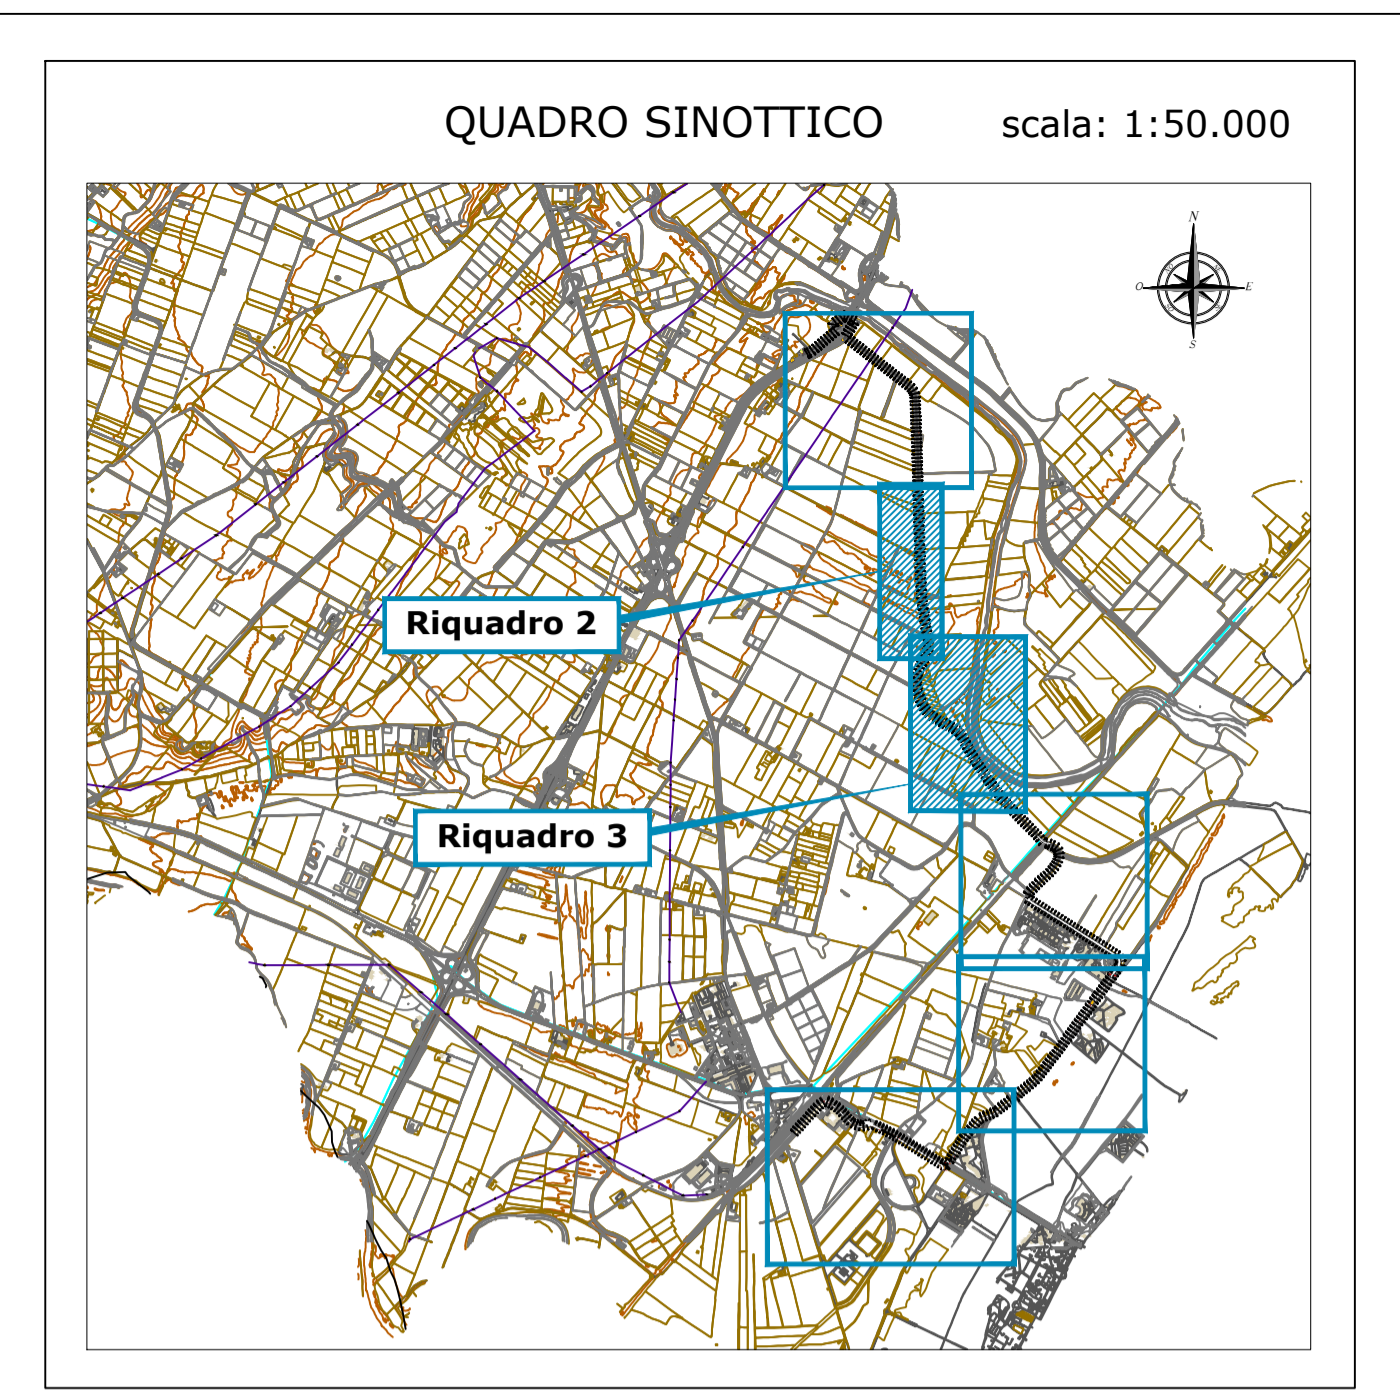 QUADRO SINOTTICO
scala: 1:50.000
N
O
E
S
Riquadro 2
Riquadro 3